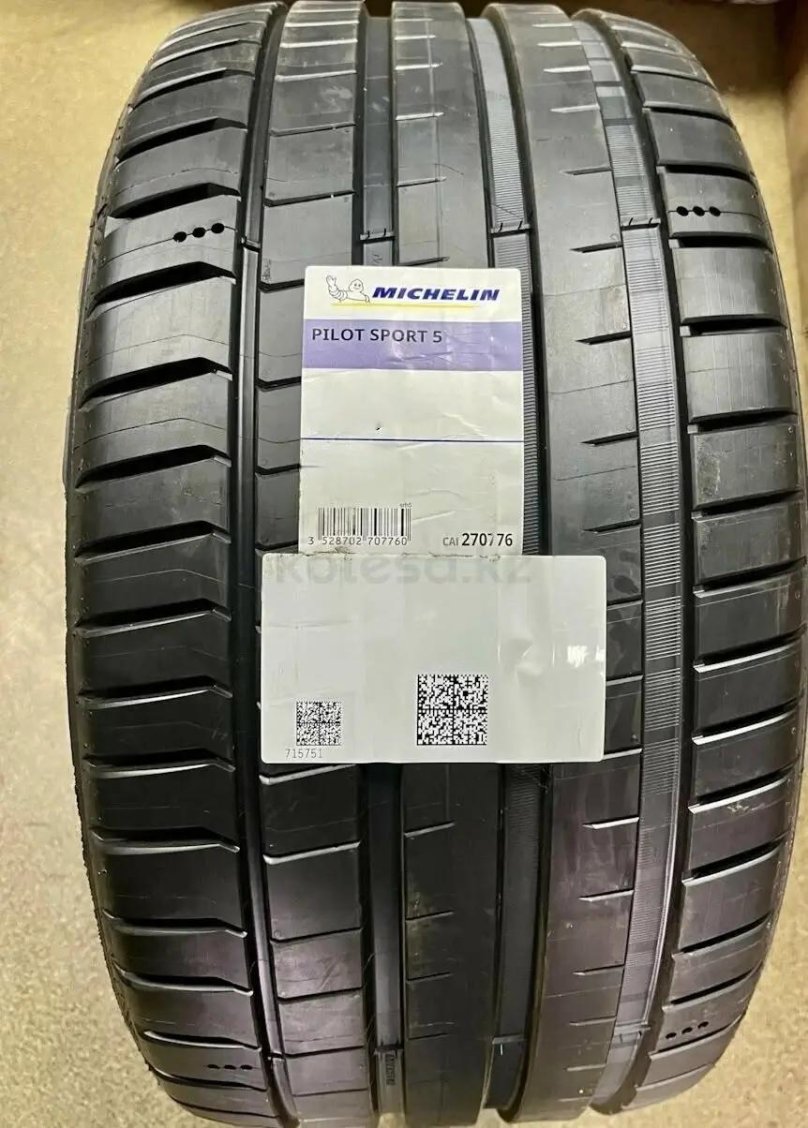 MICHELIN
PILOT SPORT 5
3 528702 707760
CAI 270776
kolesa.kz
715751